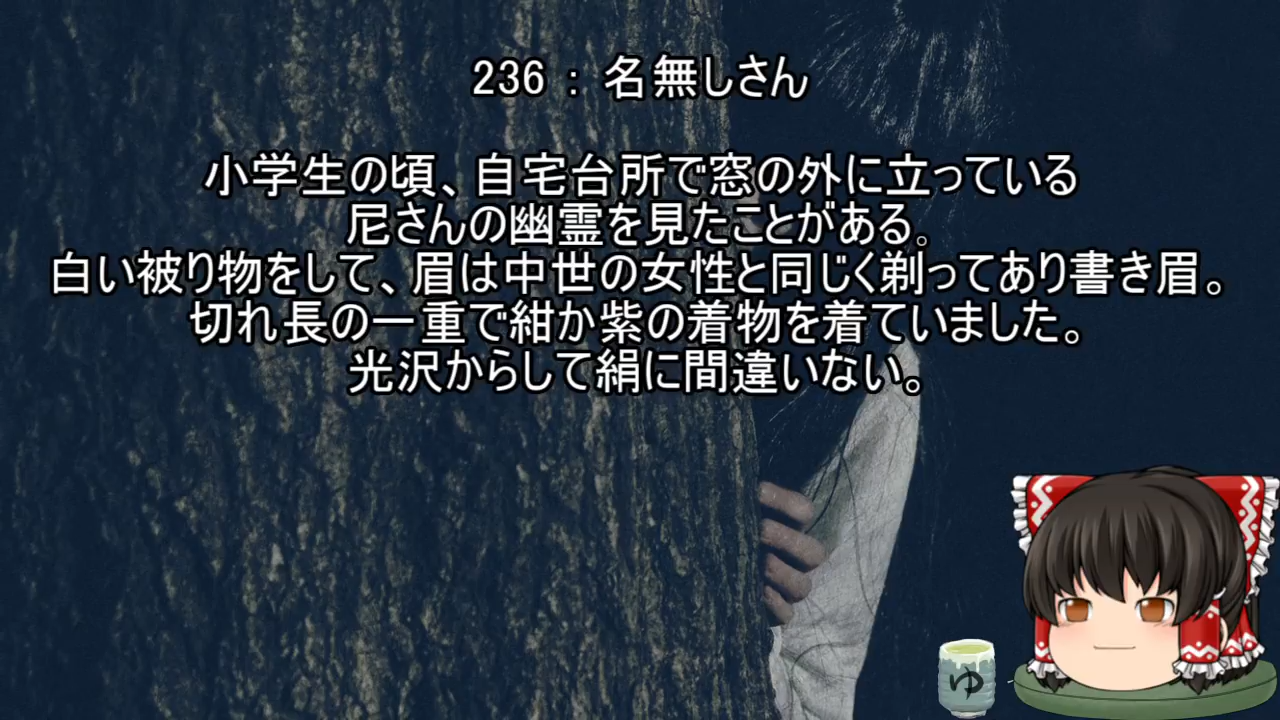 236 : 名無しさん
小学生の頃、自宅台所で窓の外に立っている
尼さんの幽霊を見たことがある。
白い被り物をして、眉は中世の女性と同じく剃ってあり書き眉。
切れ長の一重で紺か紫の着物を着ていました。
光沢からして絹に間違いない。
ゆ